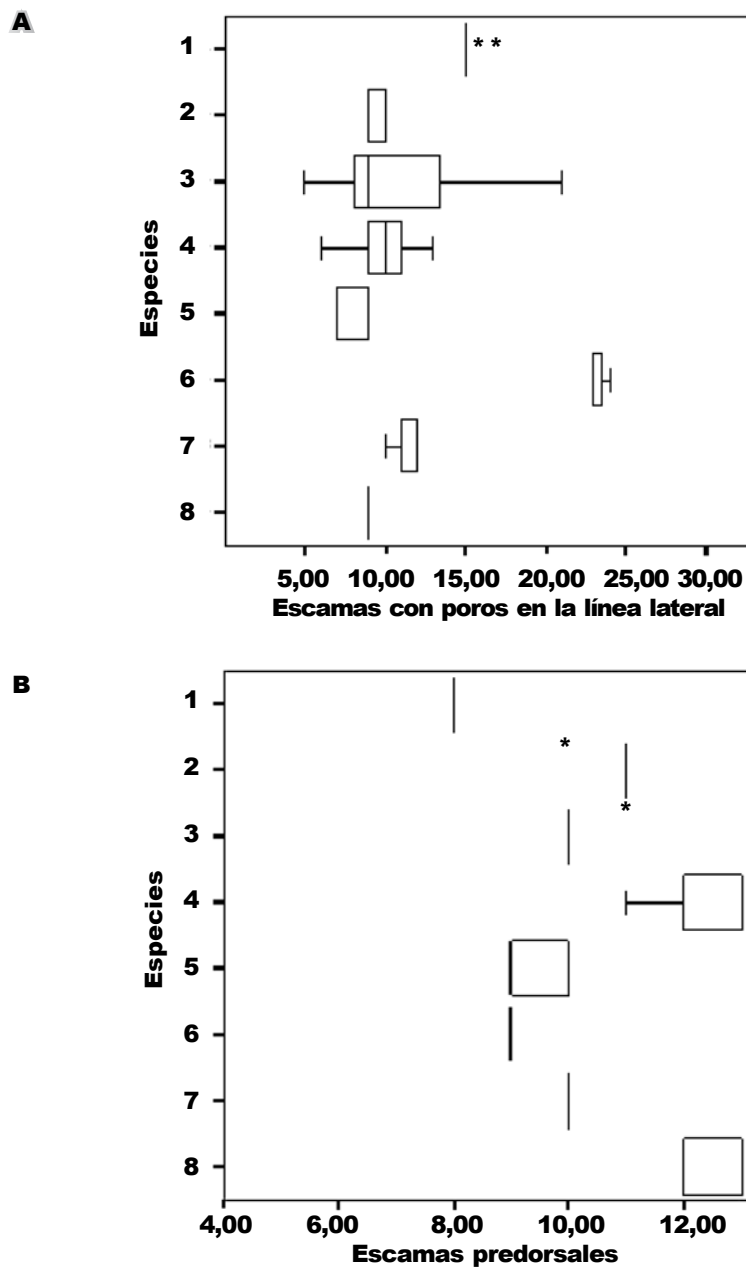 A
Especies
1
* *
2
3
4
5
6
7
8
5,00 10,00 15,00 20,00 25,00 30,00
Escamas con poros en la línea lateral
B
Especies
1
*
2
*
3
4
5
6
7
8
4,00 6,00 8,00 10,00 12,00
Escamas predorsales